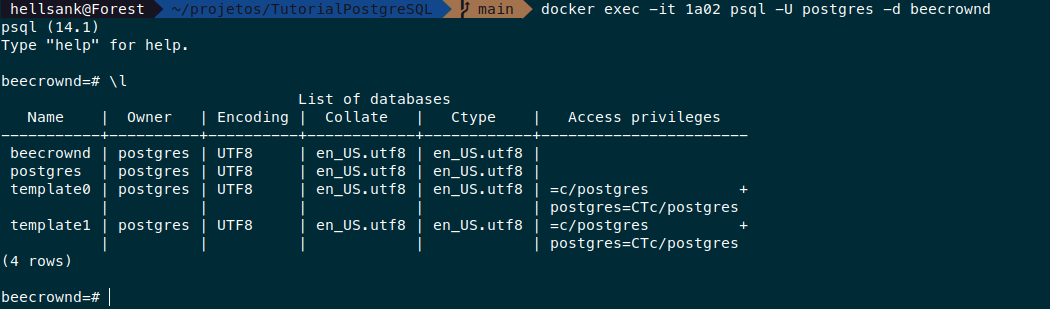 hellsank@Forest ~/projetos/TutorialPostgreSQL main docker exec -it 1a02 psql -U postgres -d beecrownd
psql (14.1)
Type "help" for help.
beecrownd=# \l
List of databases
Name | Owner | Encoding | Collate | Ctype | Access privileges
-----------+----------+----------+------------+------------+-----------------------
beecrownd | postgres | UTF8 | en_US.utf8 | en_US.utf8 |
postgres | postgres | UTF8 | en_US.utf8 | en_US.utf8 |
template0 | postgres | UTF8 | en_US.utf8 | en_US.utf8 | =c/postgres +
| | | | | postgres=CTc/postgres
template1 | postgres | UTF8 | en_US.utf8 | en_US.utf8 | =c/postgres +
| | | | | postgres=CTc/postgres
(4 rows)
beecrownd=#